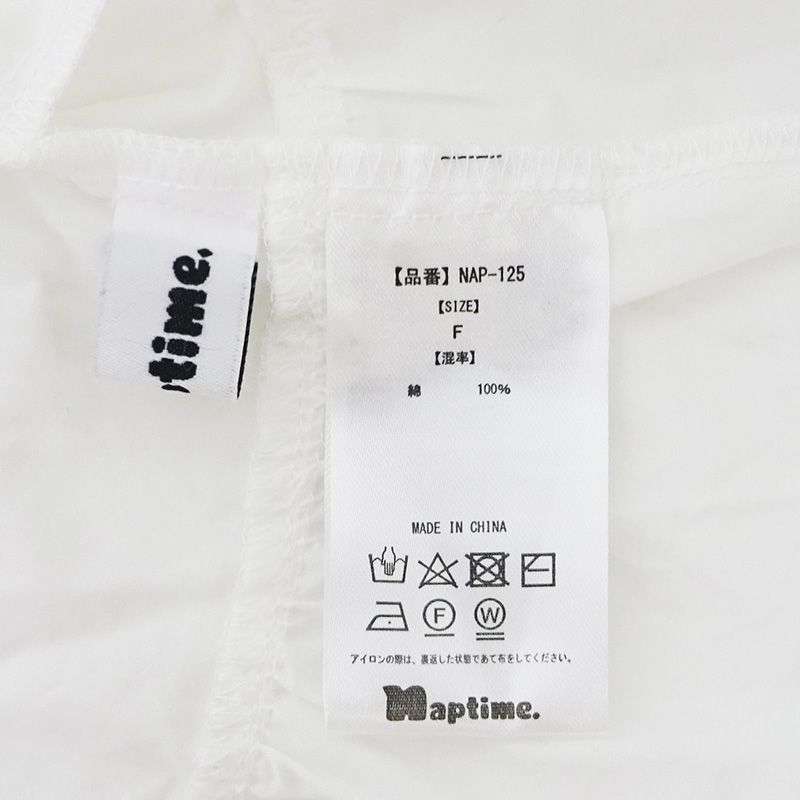 【品番】NAP-125
【SIZE】
F
【混率】
綿 100%
MADE IN CHINA
F W
アイロンの際は、裏返した状態であて布をしてください。
Naptime.
time.